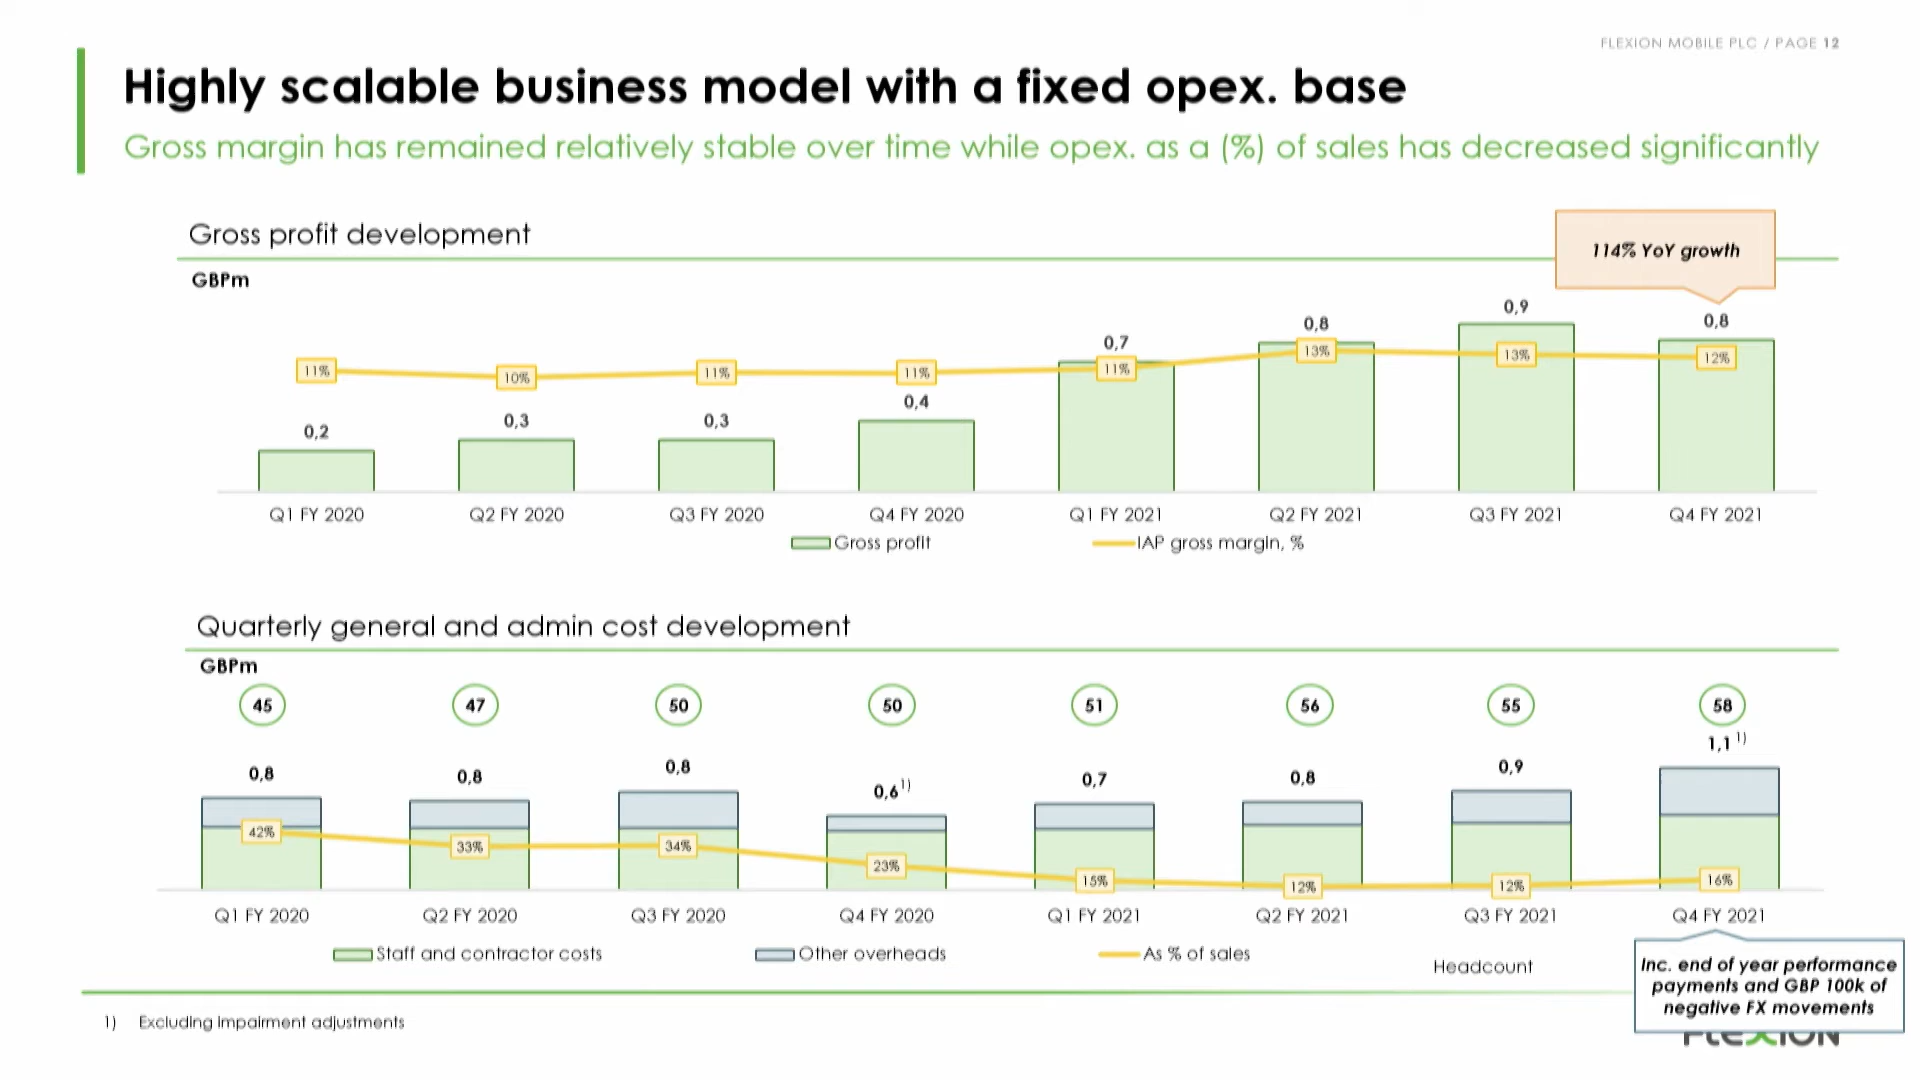 FLEXION MOBILE PLC / PAGE 12
Highly scalable business model with a fixed opex. base
Gross margin has remained relatively stable over time while opex. as a (%) of sales has decreased significantly
Gross profit development
114% YoY growth
GBPm
0,2 0,3 0,3 0,4 0,7 0,8 0,9 0,8
11% 10% 11% 11% 11% 13% 13% 12%
Q1 FY 2020 Q2 FY 2020 Q3 FY 2020 Q4 FY 2020 Q1 FY 2021 Q2 FY 2021 Q3 FY 2021 Q4 FY 2021
Gross profit IAP gross margin, %
Quarterly general and admin cost development
GBPm
45 47 50 50 51 56 55 58
0,8 0,8 0,8 0,6 1) 0,7 0,8 0,9 1,1 1)
42% 33% 34% 23% 15% 12% 12% 16%
Q1 FY 2020 Q2 FY 2020 Q3 FY 2020 Q4 FY 2020 Q1 FY 2021 Q2 FY 2021 Q3 FY 2021 Q4 FY 2021
Staff and contractor costs Other overheads As % of sales Headcount
Inc. end of year performance
payments and GBP 100k of
negative FX movements
1) Excluding impairment adjustments
FLEXION